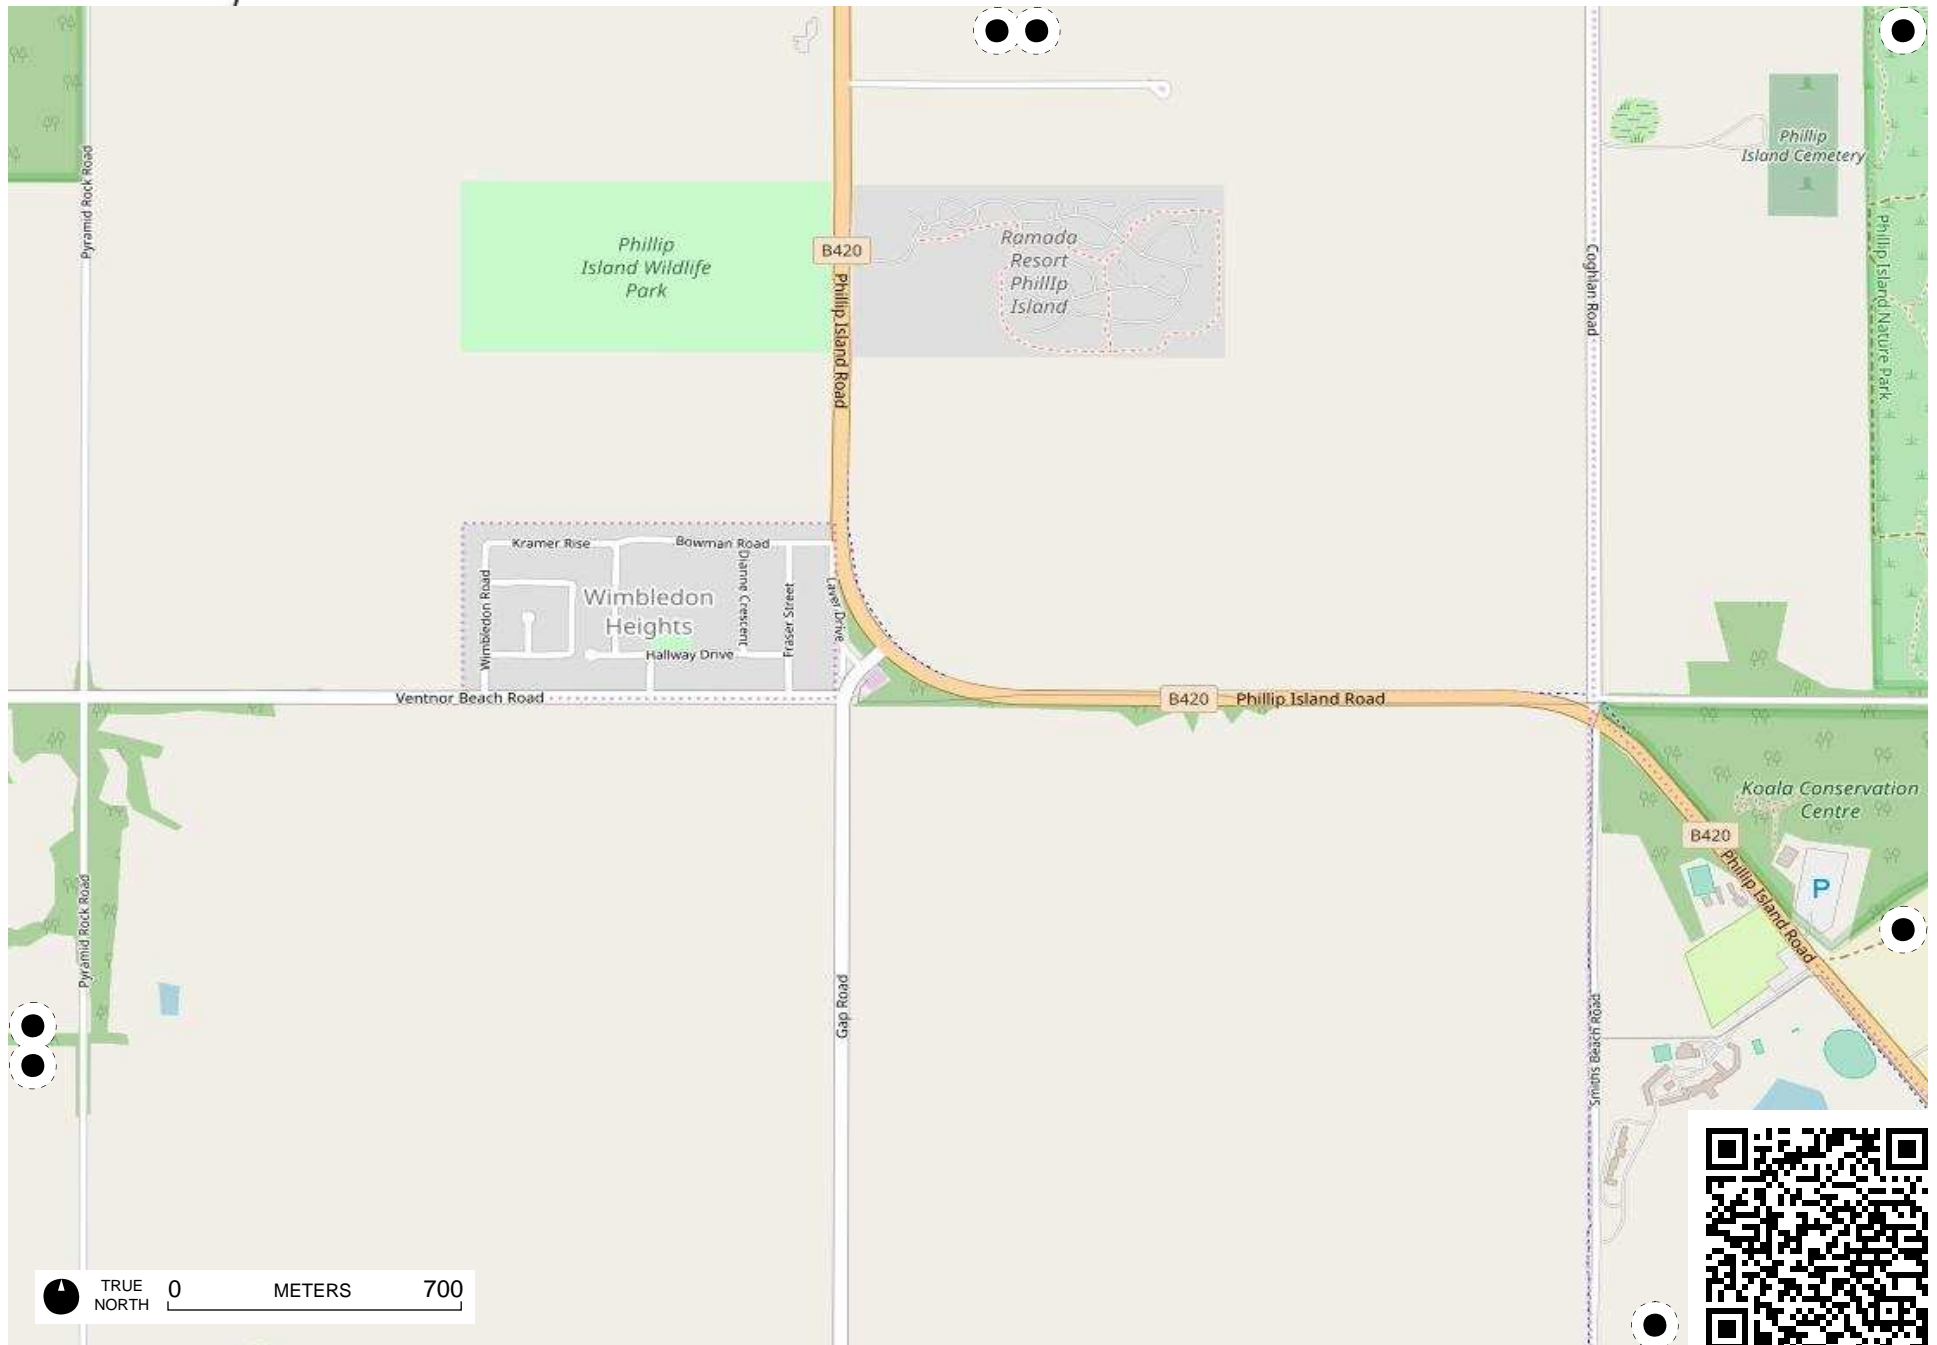 Phillip
Island Cemetery
Pyramid Rock Road
Phillip
Island Wildlife
Park
B420
Ramada
Resort
PhillIp
Island
Phillip Island Road
Coghlan Road
Phillip Island Nature Park
Kramer Rise
Bowman Road
Wimbledon Road
Wimbledon
Heights
Dianne Crescent
Fraser Street
Laver Drive
Hallway Drive
Ventnor Beach Road
B420
Phillip Island Road
Koala Conservation
Centre
B420
Phillip Island Road
P
Pyramid Rock Road
Gap Road
Smiths Beach Road
TRUE
NORTH
0 METERS 700